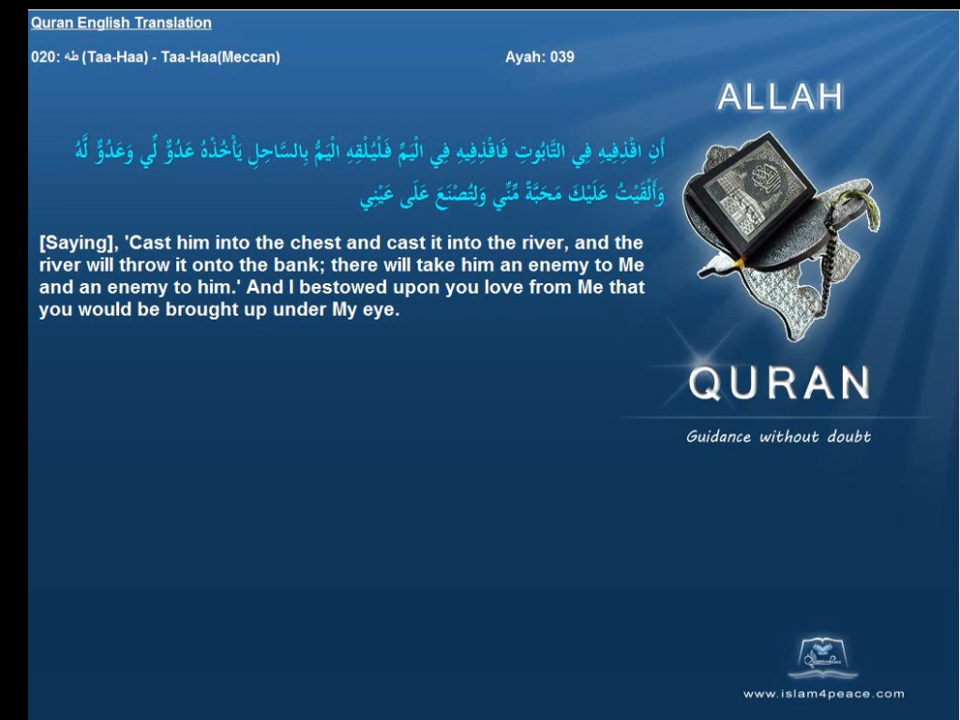 Quran English Translation
020: طه (Taa-Haa) - Taa-Haa(Meccan) Ayah: 039
ALLAH
أَنِ اقْذِفِيهِ فِي التَّابُوتِ فَاقْذِفِيهِ فِي الْيَمِّ فَلْيُلْقِهِ الْيَمُّ بِالسَّاحِلِ يَأْخُذْهُ عَدُوٌّ لِّي وَعَدُوٌّ لَّهُ
وَأَلْقَيْتُ عَلَيْكَ مَحَبَّةً مِّنِّي وَلِتُصْنَعَ عَلَى عَيْنِي
[Saying], 'Cast him into the chest and cast it into the river, and the
river will throw it onto the bank; there will take him an enemy to Me
and an enemy to him.' And I bestowed upon you love from Me that
you would be brought up under My eye.
QURAN
Guidance without doubt
www.islam4peace.com